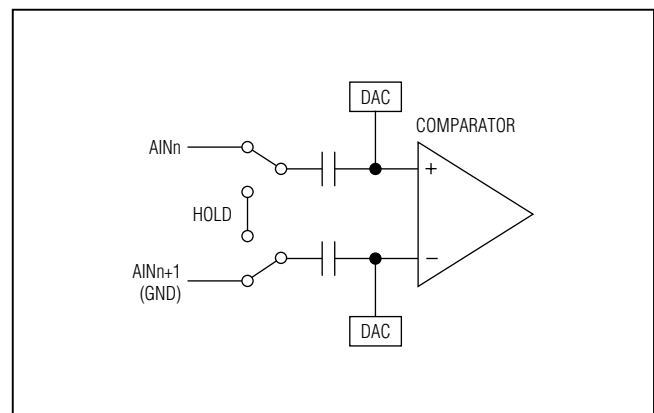 DAC
COMPARATOR
AINn
+
HOLD
AINn+1
(GND)
−
DAC